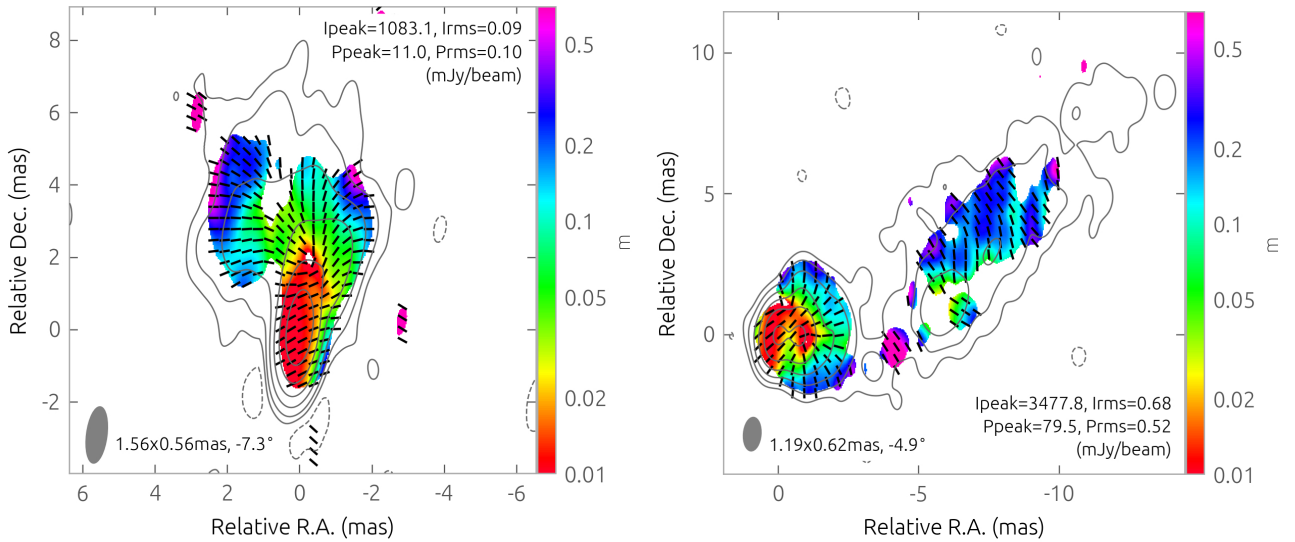 Ipeak=1083.1, Irms=0.09
Ppeak=11.0, Prms=0.10
(mJy/beam)
8
6
4
2
0
-2
Relative Dec. (mas)
1.56x0.56mas, -7.3°
6 4 2 0 -2 -4 -6
Relative R.A. (mas)
0.5
0.2
0.1
0.05
0.02
0.01
m
10
5
0
Relative Dec. (mas)
Ipeak=3477.8, Irms=0.68
Ppeak=79.5, Prms=0.52
(mJy/beam)
1.19x0.62mas, -4.9°
0 -5 -10
Relative R.A. (mas)
0.5
0.2
0.1
0.05
0.02
0.01
m